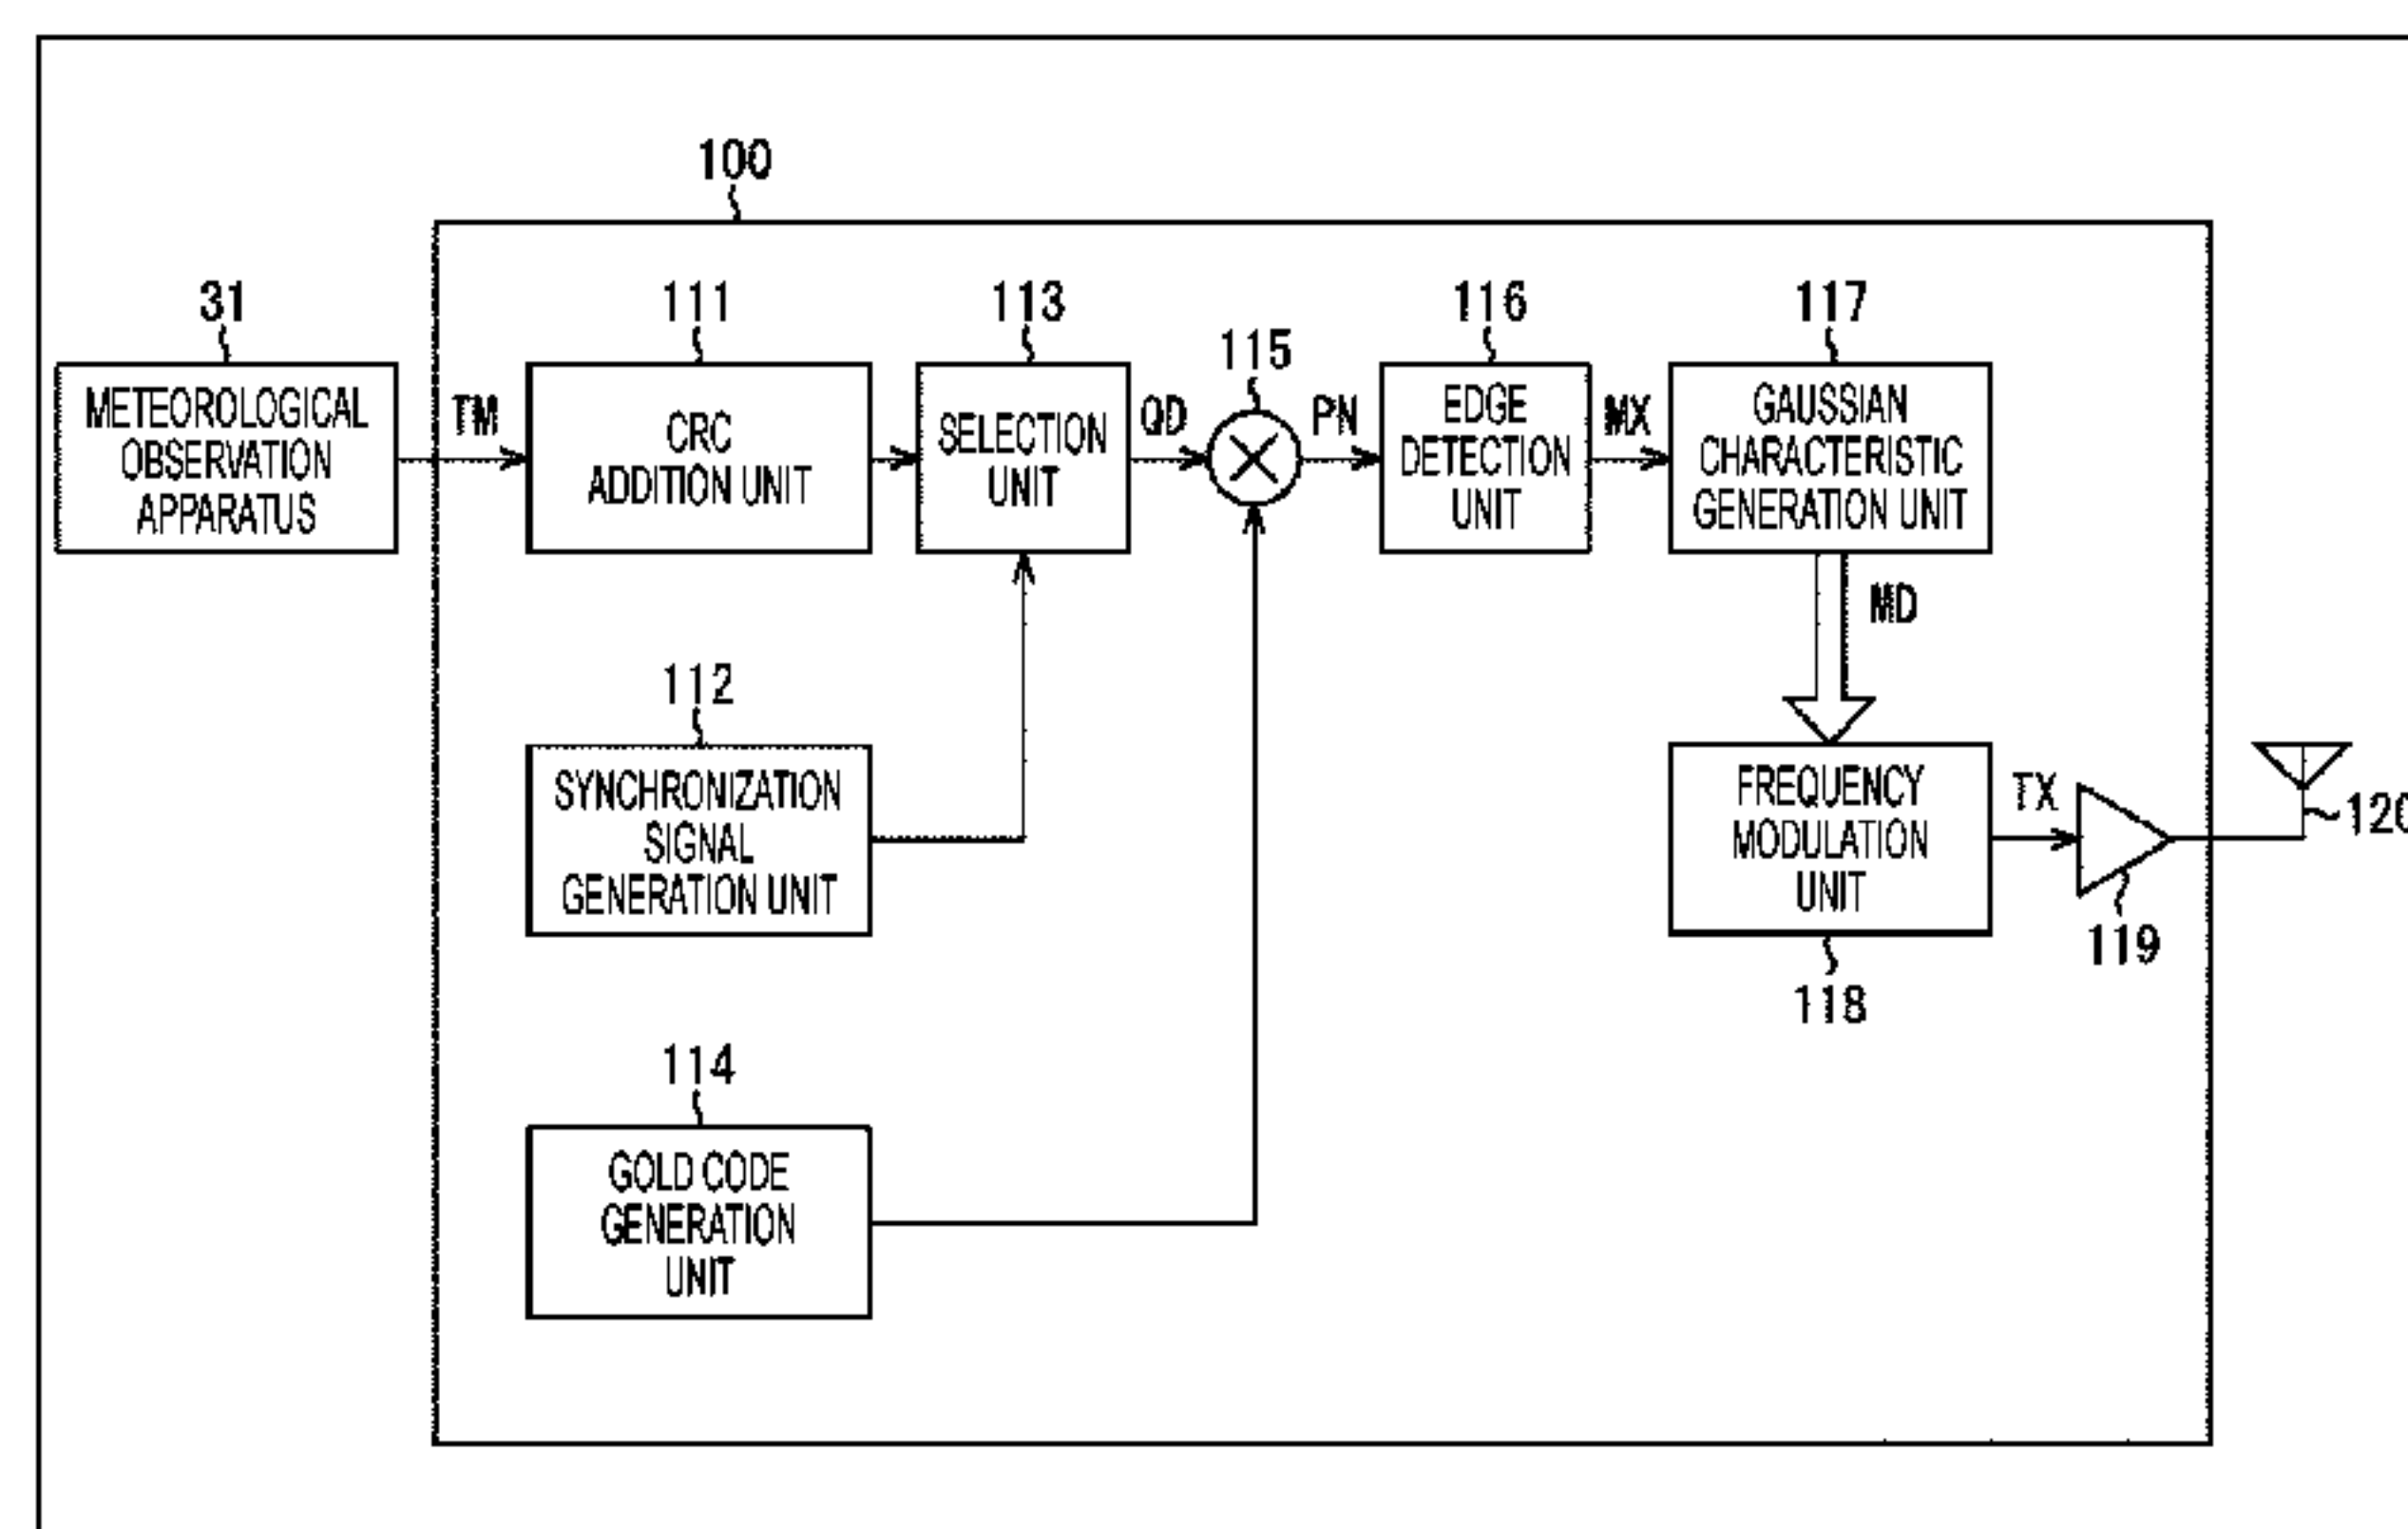 100
31
111
113
115
116
117
METEOROLOGICAL
OBSERVATION
APPARATUS
TM
CRC
ADDITION UNIT
SELECTION
UNIT
QD
PN
EDGE
DETECTION
UNIT
MX
GAUSSIAN
CHARACTERISTIC
GENERATION UNIT
MD
112
SYNCHRONIZATION
SIGNAL
GENERATION UNIT
FREQUENCY
MODULATION
UNIT
TX
120
119
118
114
GOLD CODE
GENERATION
UNIT